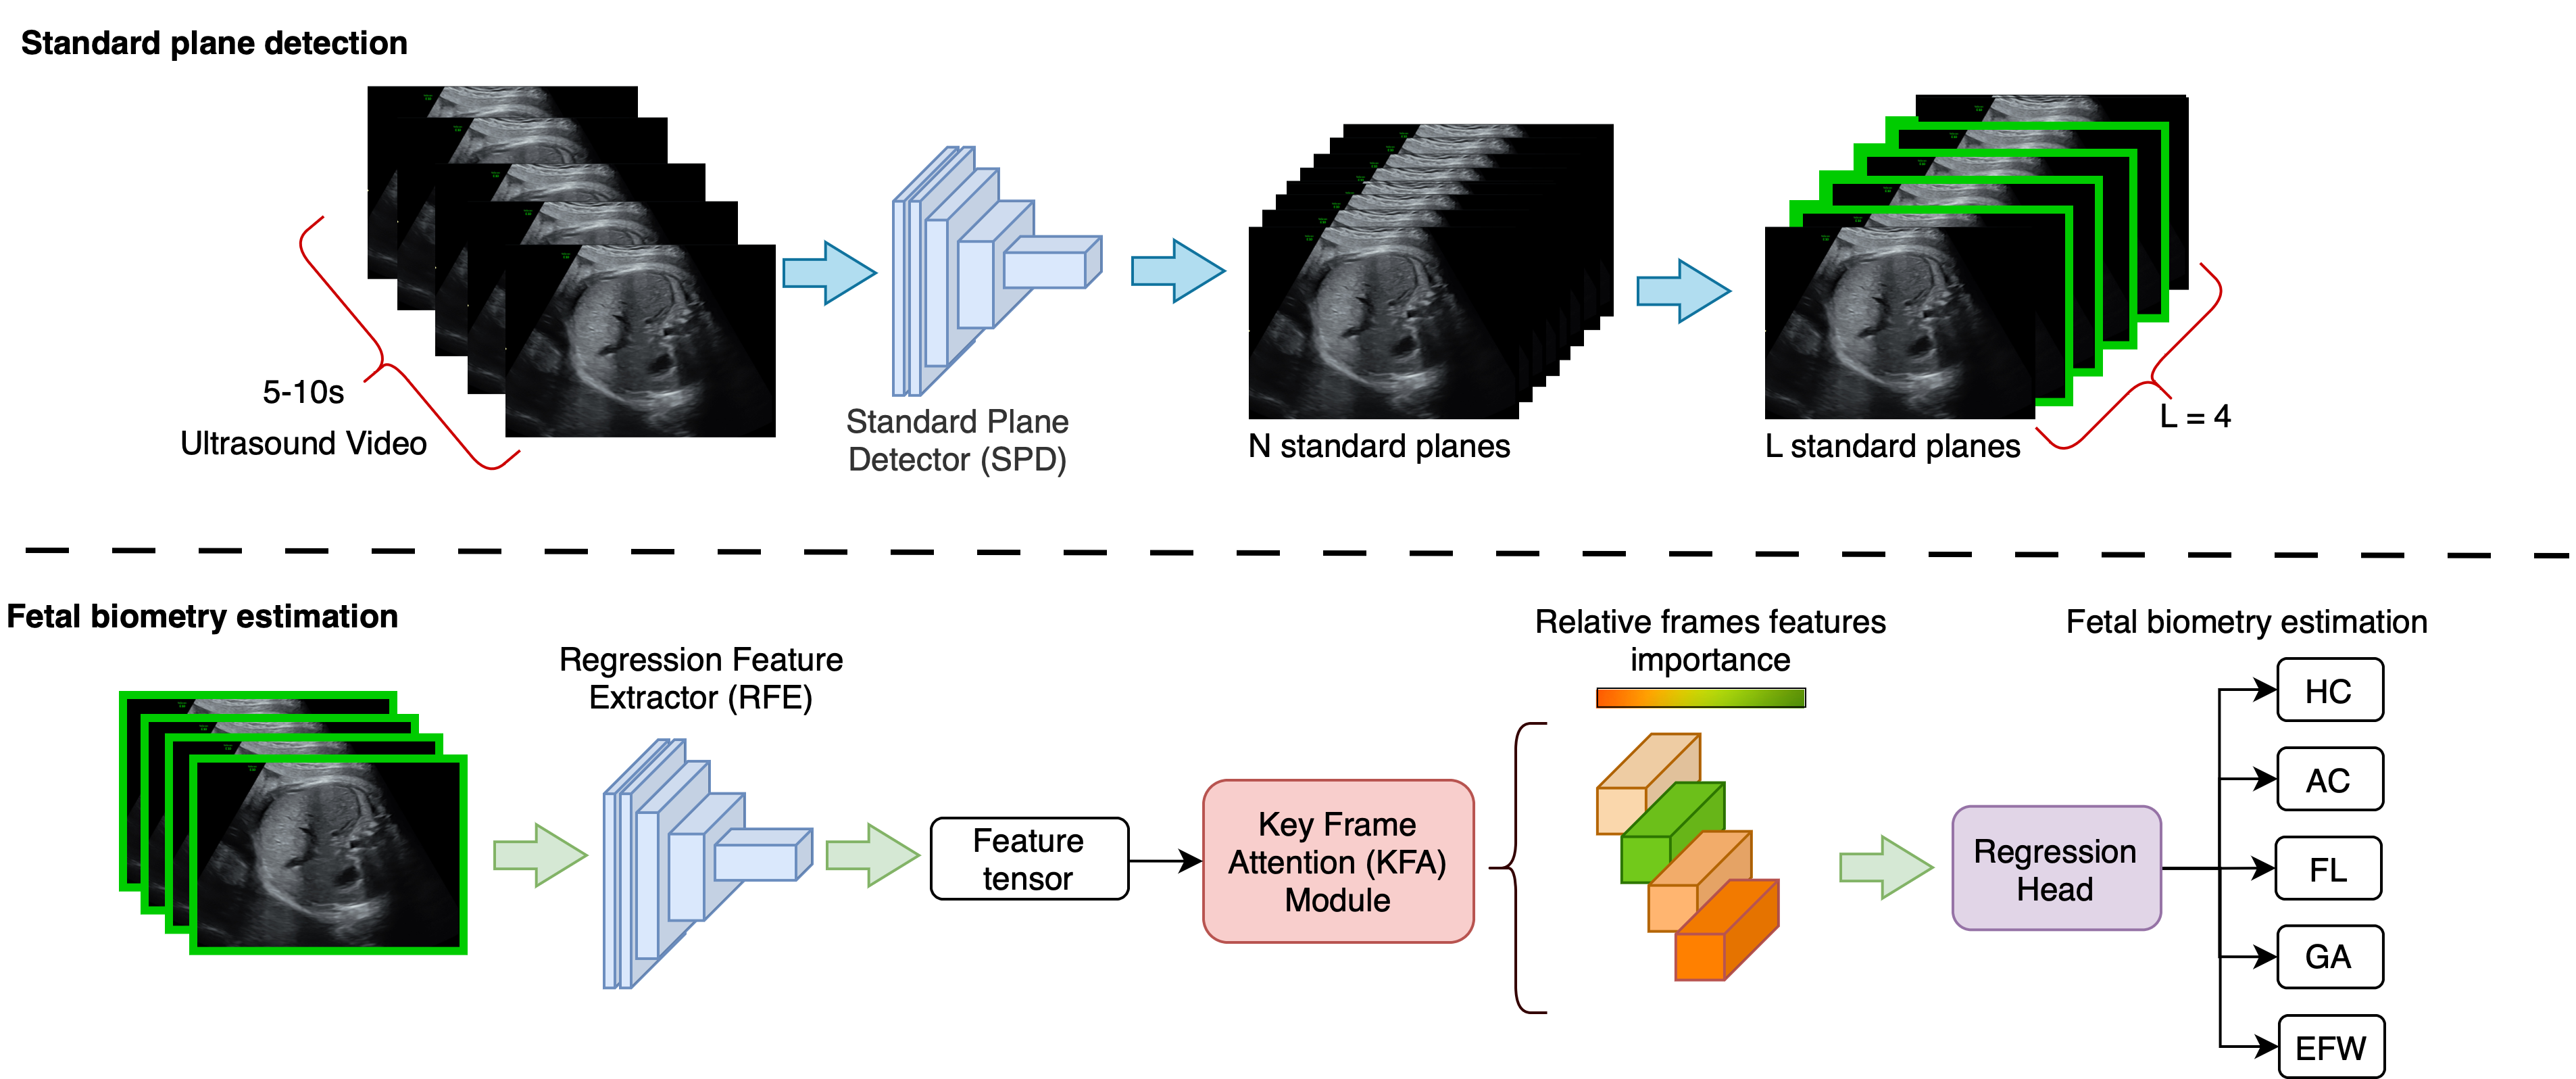 Standard plane detection
5-10s
Ultrasound Video
Standard Plane
Detector (SPD)
N standard planes
L standard planes
L = 4
Fetal biometry estimation
Regression Feature
Extractor (RFE)
Feature
tensor
Key Frame
Attention (KFA)
Module
Relative frames features
importance
Regression
Head
Fetal biometry estimation
HC
AC
FL
GA
EFW